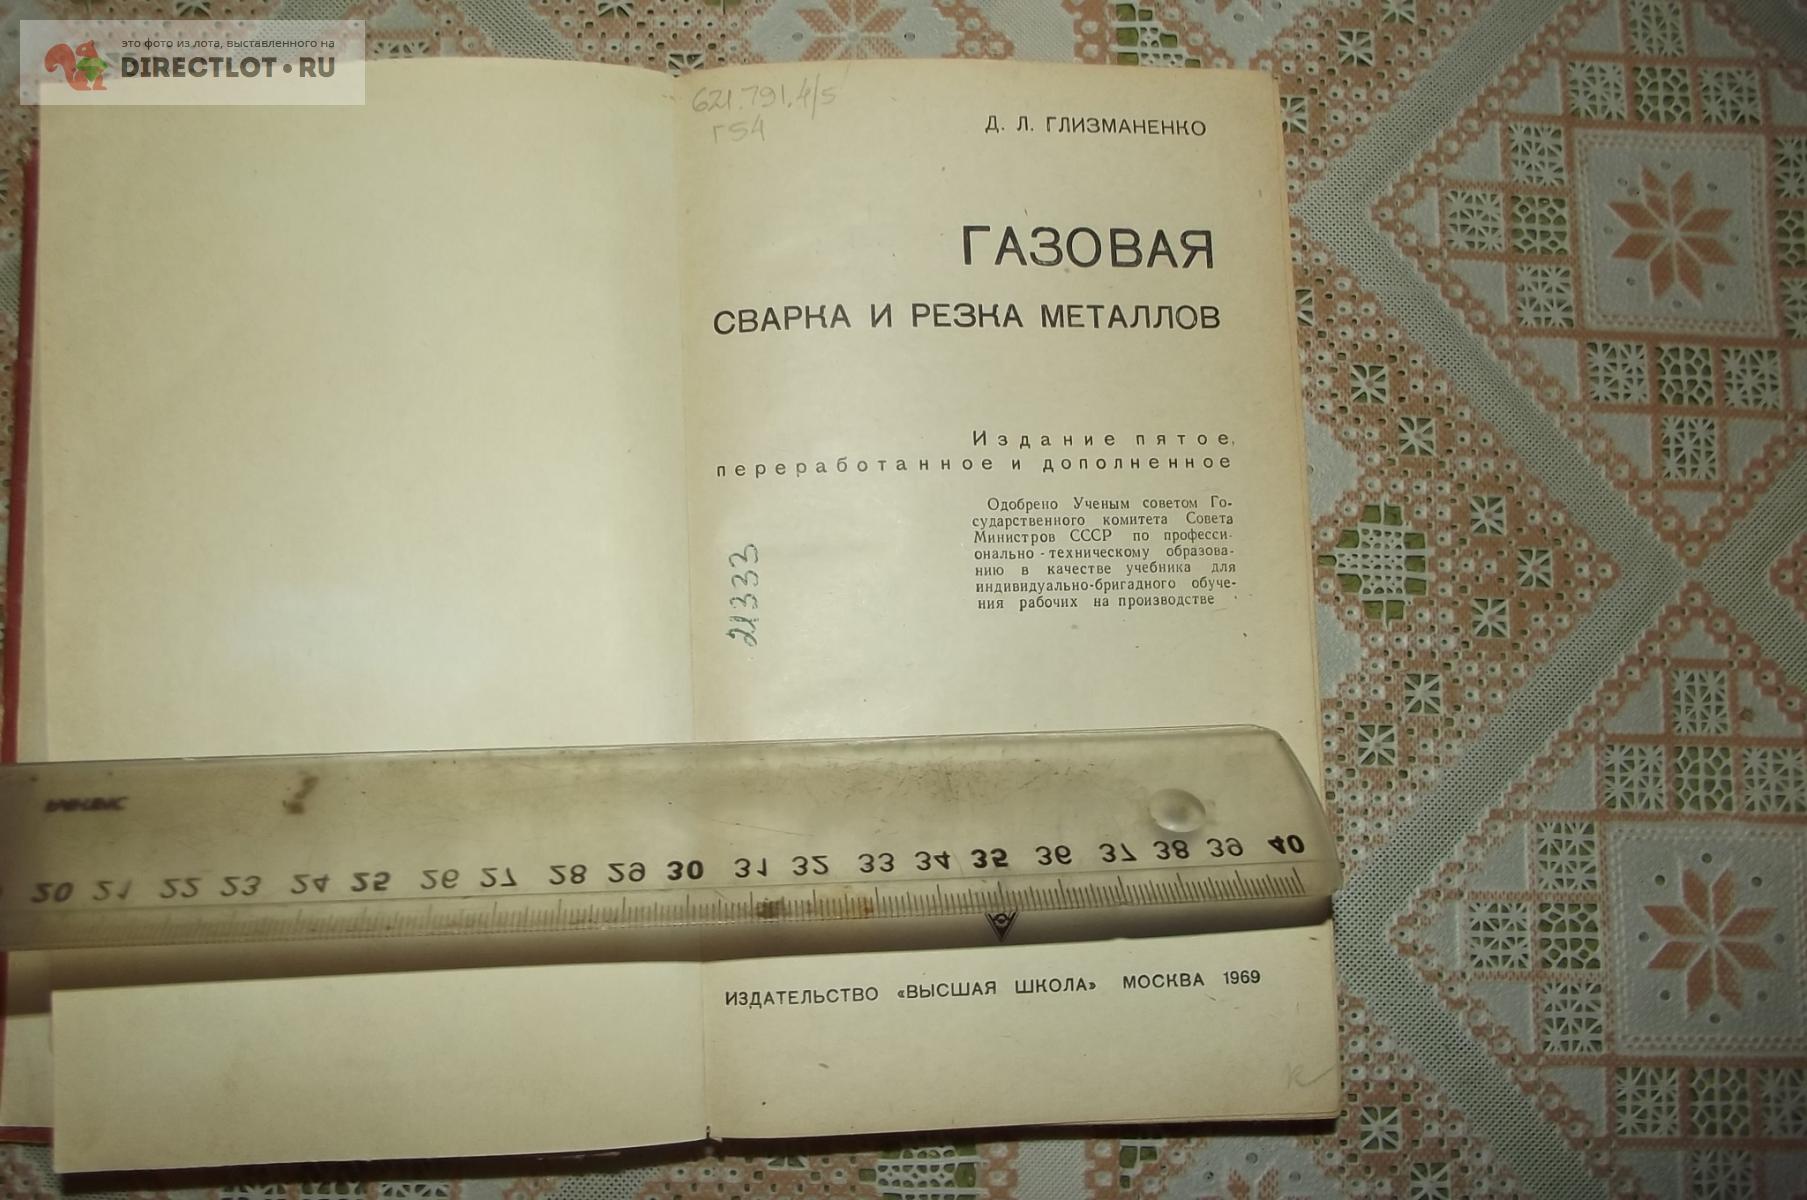 это фото из лота, выставленного на
DIRECTLOT•RU
621.791.4/5
Г54
Д. Л. ГЛИЗМАНЕНКО
ГАЗОВАЯ
СВАРКА И РЕЗКА МЕТАЛЛОВ
Издание пятое,
переработанное и дополненное
Одобрено Ученым советом Го-
сударственного комитета Совета
Министров СССР по професси-
онально-техническому образова-
нию в качестве учебника для
индивидуально-бригадного обуче-
ния рабочих на производстве
21333
20 21 22 23 24 25 26 27 28 29 30 31 32 33 34 35 36 37 38 39 40
ИЗДАТЕЛЬСТВО «ВЫСШАЯ ШКОЛА» МОСКВА 1969